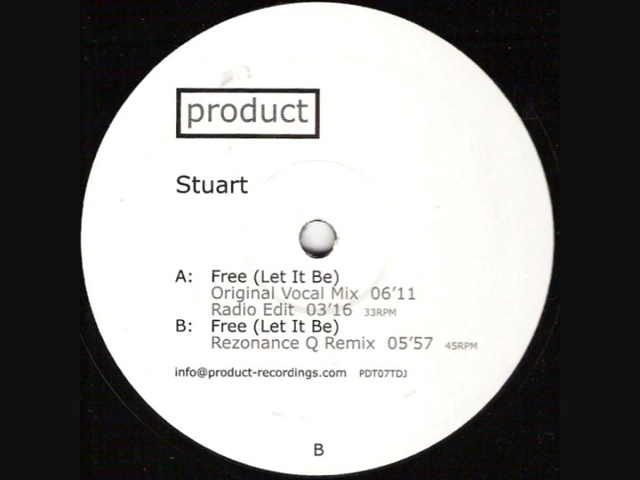 product
Stuart
A: Free (Let It Be)
Original Vocal Mix 06'11
Radio Edit 03'16 33RPM
B: Free (Let It Be)
Rezonance Q Remix 05'57 45RPM
info@product-recordings.com PDT07TDJ
B